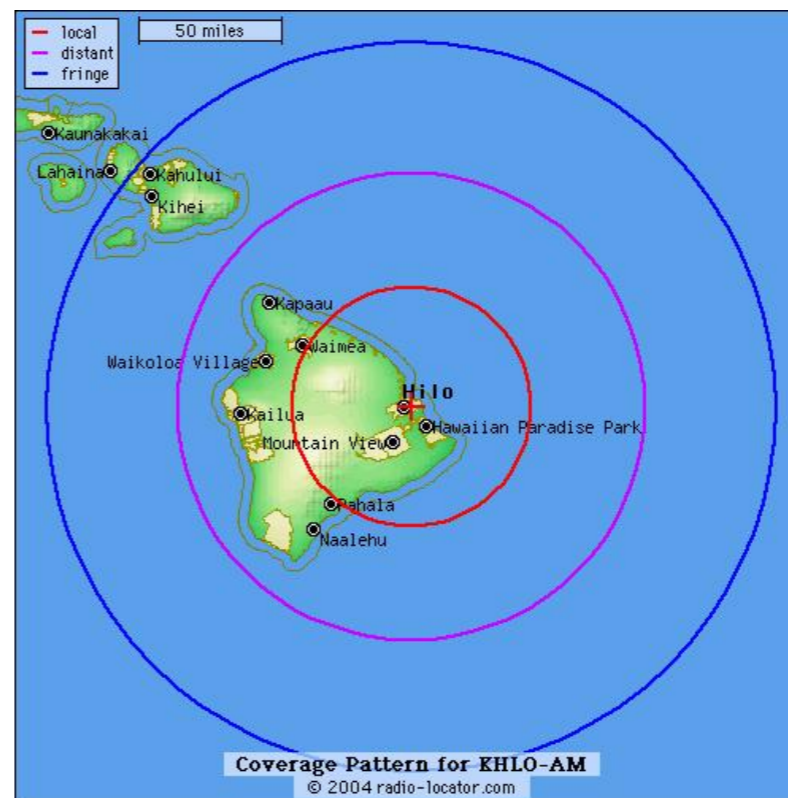 local
distant
fringe
50 miles
Kaunakakai
Lahaina
Kahului
Kihei
Kapaau
Waimea
Waikoloa Village
Hilo
Kailua
Hawaiian Paradise Park
Mountain View
Pahala
Naalehu
Coverage Pattern for KHLO-AM
© 2004 radio-locator.com